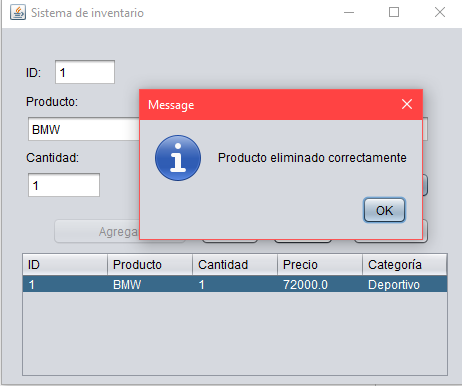 Sistema de inventario
ID: 1
Message
Producto:
BMW
Producto eliminado correctamente
Cantidad:
1
OK
ID Producto Cantidad Precio Categoría
1 BMW 1 72000.0 Deportivo